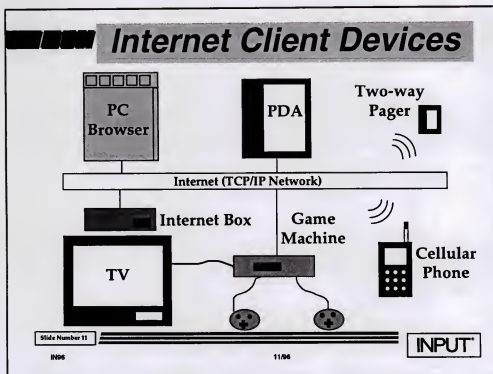 Internet Client Devices
PC
Browser
PDA
Two-way
Pager
Internet (TCP/IP Network)
Internet Box
Game
Machine
TV
Cellular
Phone
Slide Number 11
INPUT®
IN96
11/96